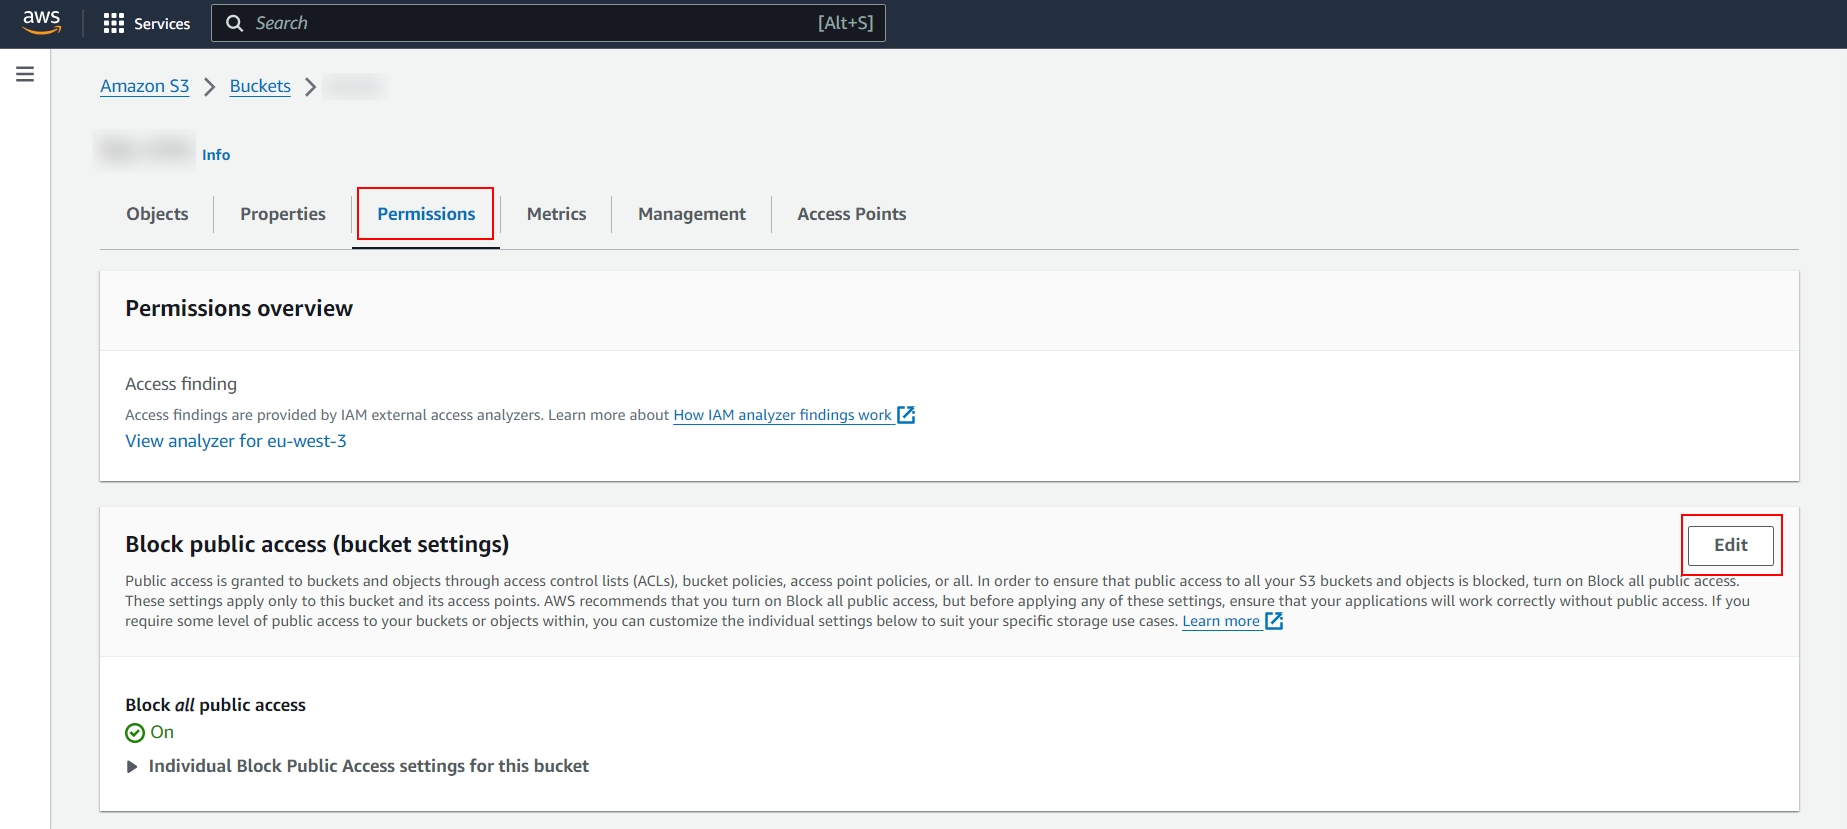 aws
Services
Search
[Alt+S]
Amazon S3
Buckets
Info
Objects
Properties
Permissions
Metrics
Management
Access Points
Permissions overview
Access finding
Access findings are provided by IAM external access analyzers. Learn more about How IAM analyzer findings work
View analyzer for eu-west-3
Block public access (bucket settings)
Edit
Public access is granted to buckets and objects through access control lists (ACLs), bucket policies, access point policies, or all. In order to ensure that public access to all your S3 buckets and objects is blocked, turn on Block all public access.
These settings apply only to this bucket and its access points. AWS recommends that you turn on Block all public access, but before applying any of these settings, ensure that your applications will work correctly without public access. If you
require some level of public access to your buckets or objects within, you can customize the individual settings below to suit your specific storage use cases. Learn more
Block all public access
On
Individual Block Public Access settings for this bucket